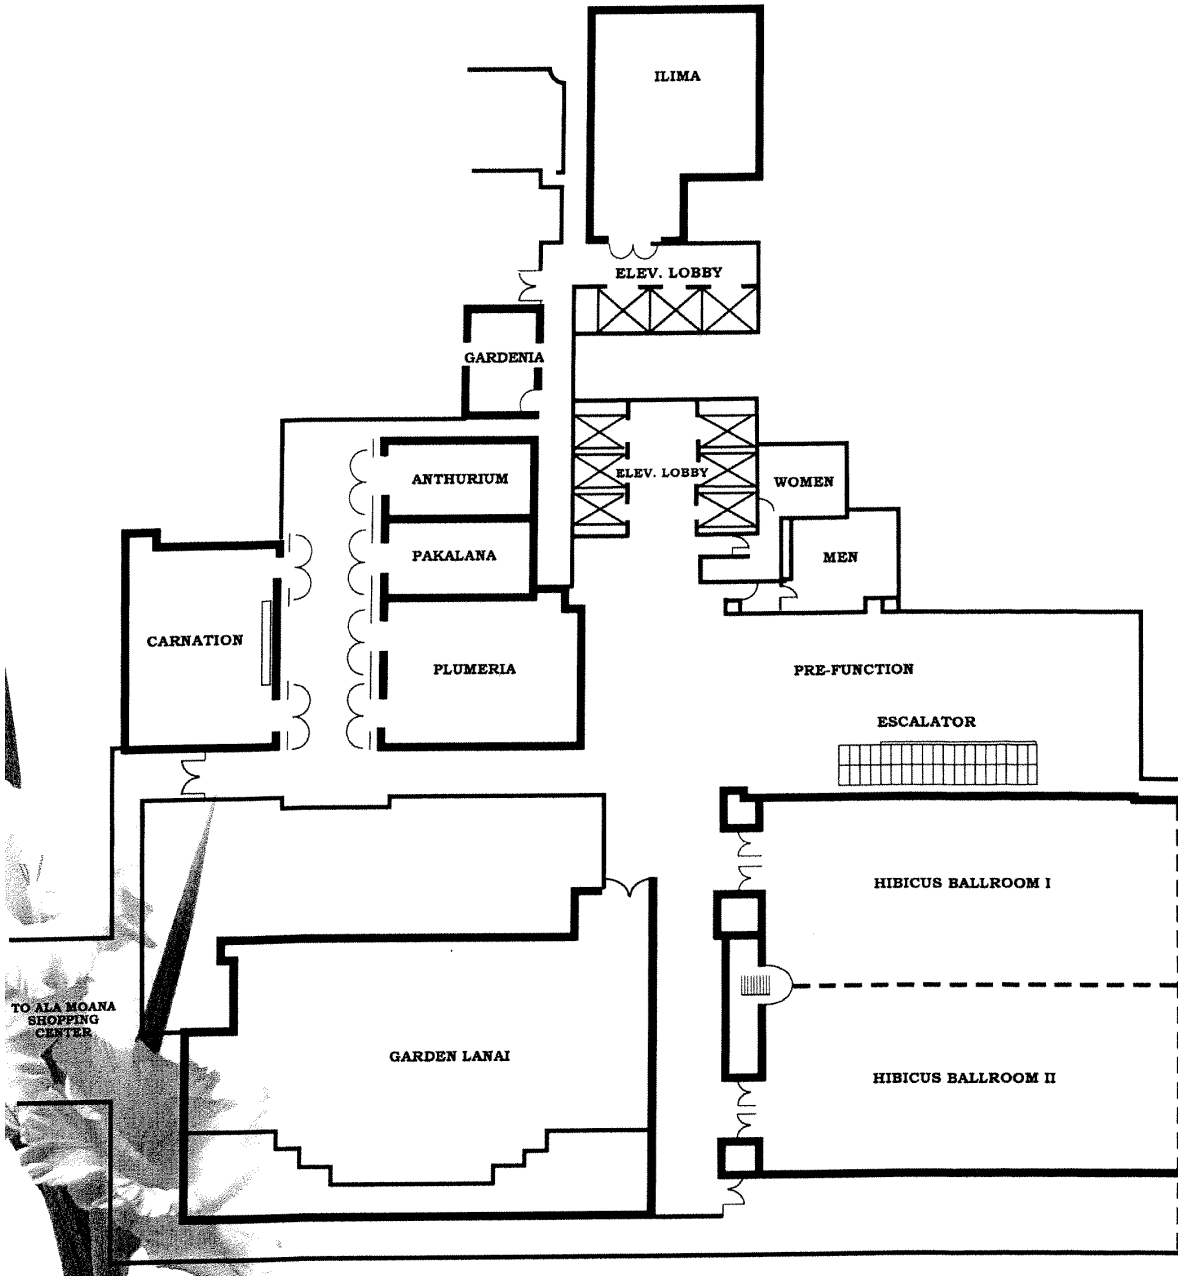 ILIMA
ELEV. LOBBY
GARDENIA
ANTHURIUM
ELEV. LOBBY
WOMEN
PAKALANA
MEN
CARNATION
PLUMERIA
PRE-FUNCTION
ESCALATOR
HIBICUS BALLROOM I
TO ALA MOANA
SHOPPING
CENTER
GARDEN LANAI
HIBICUS BALLROOM II